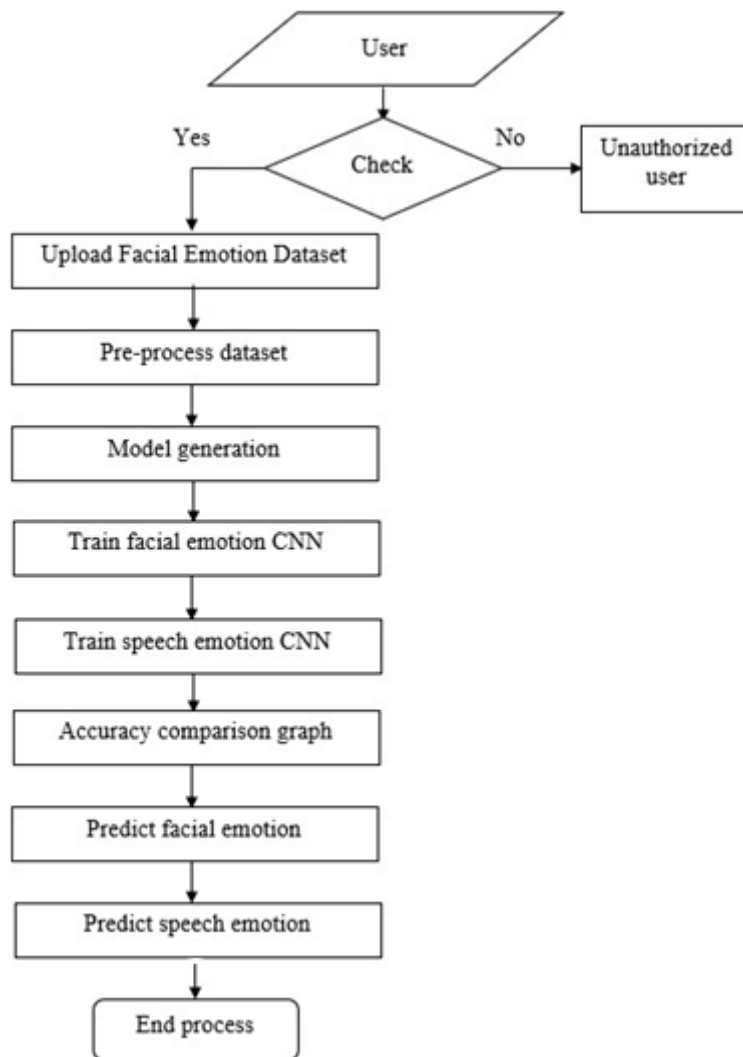 User
Yes
No
Check
Unauthorized
user
Upload Facial Emotion Dataset
Pre-process dataset
Model generation
Train facial emotion CNN
Train speech emotion CNN
Accuracy comparison graph
Predict facial emotion
Predict speech emotion
End process